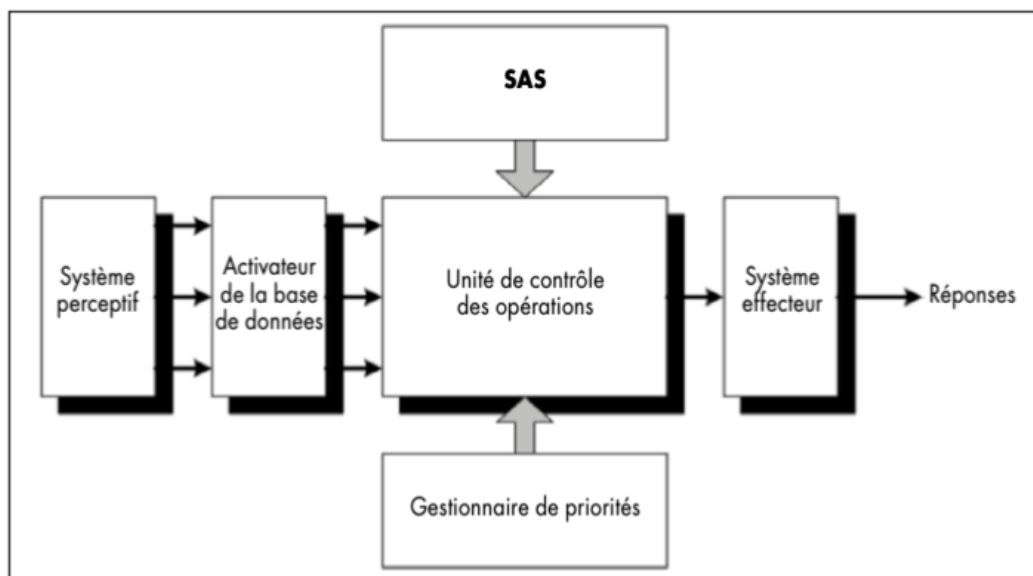 SAS
Système
perceptif
Activateur
de la base
de données
Unité de contrôle
des opérations
Système
effecteur
Réponses
Gestionnaire de priorités